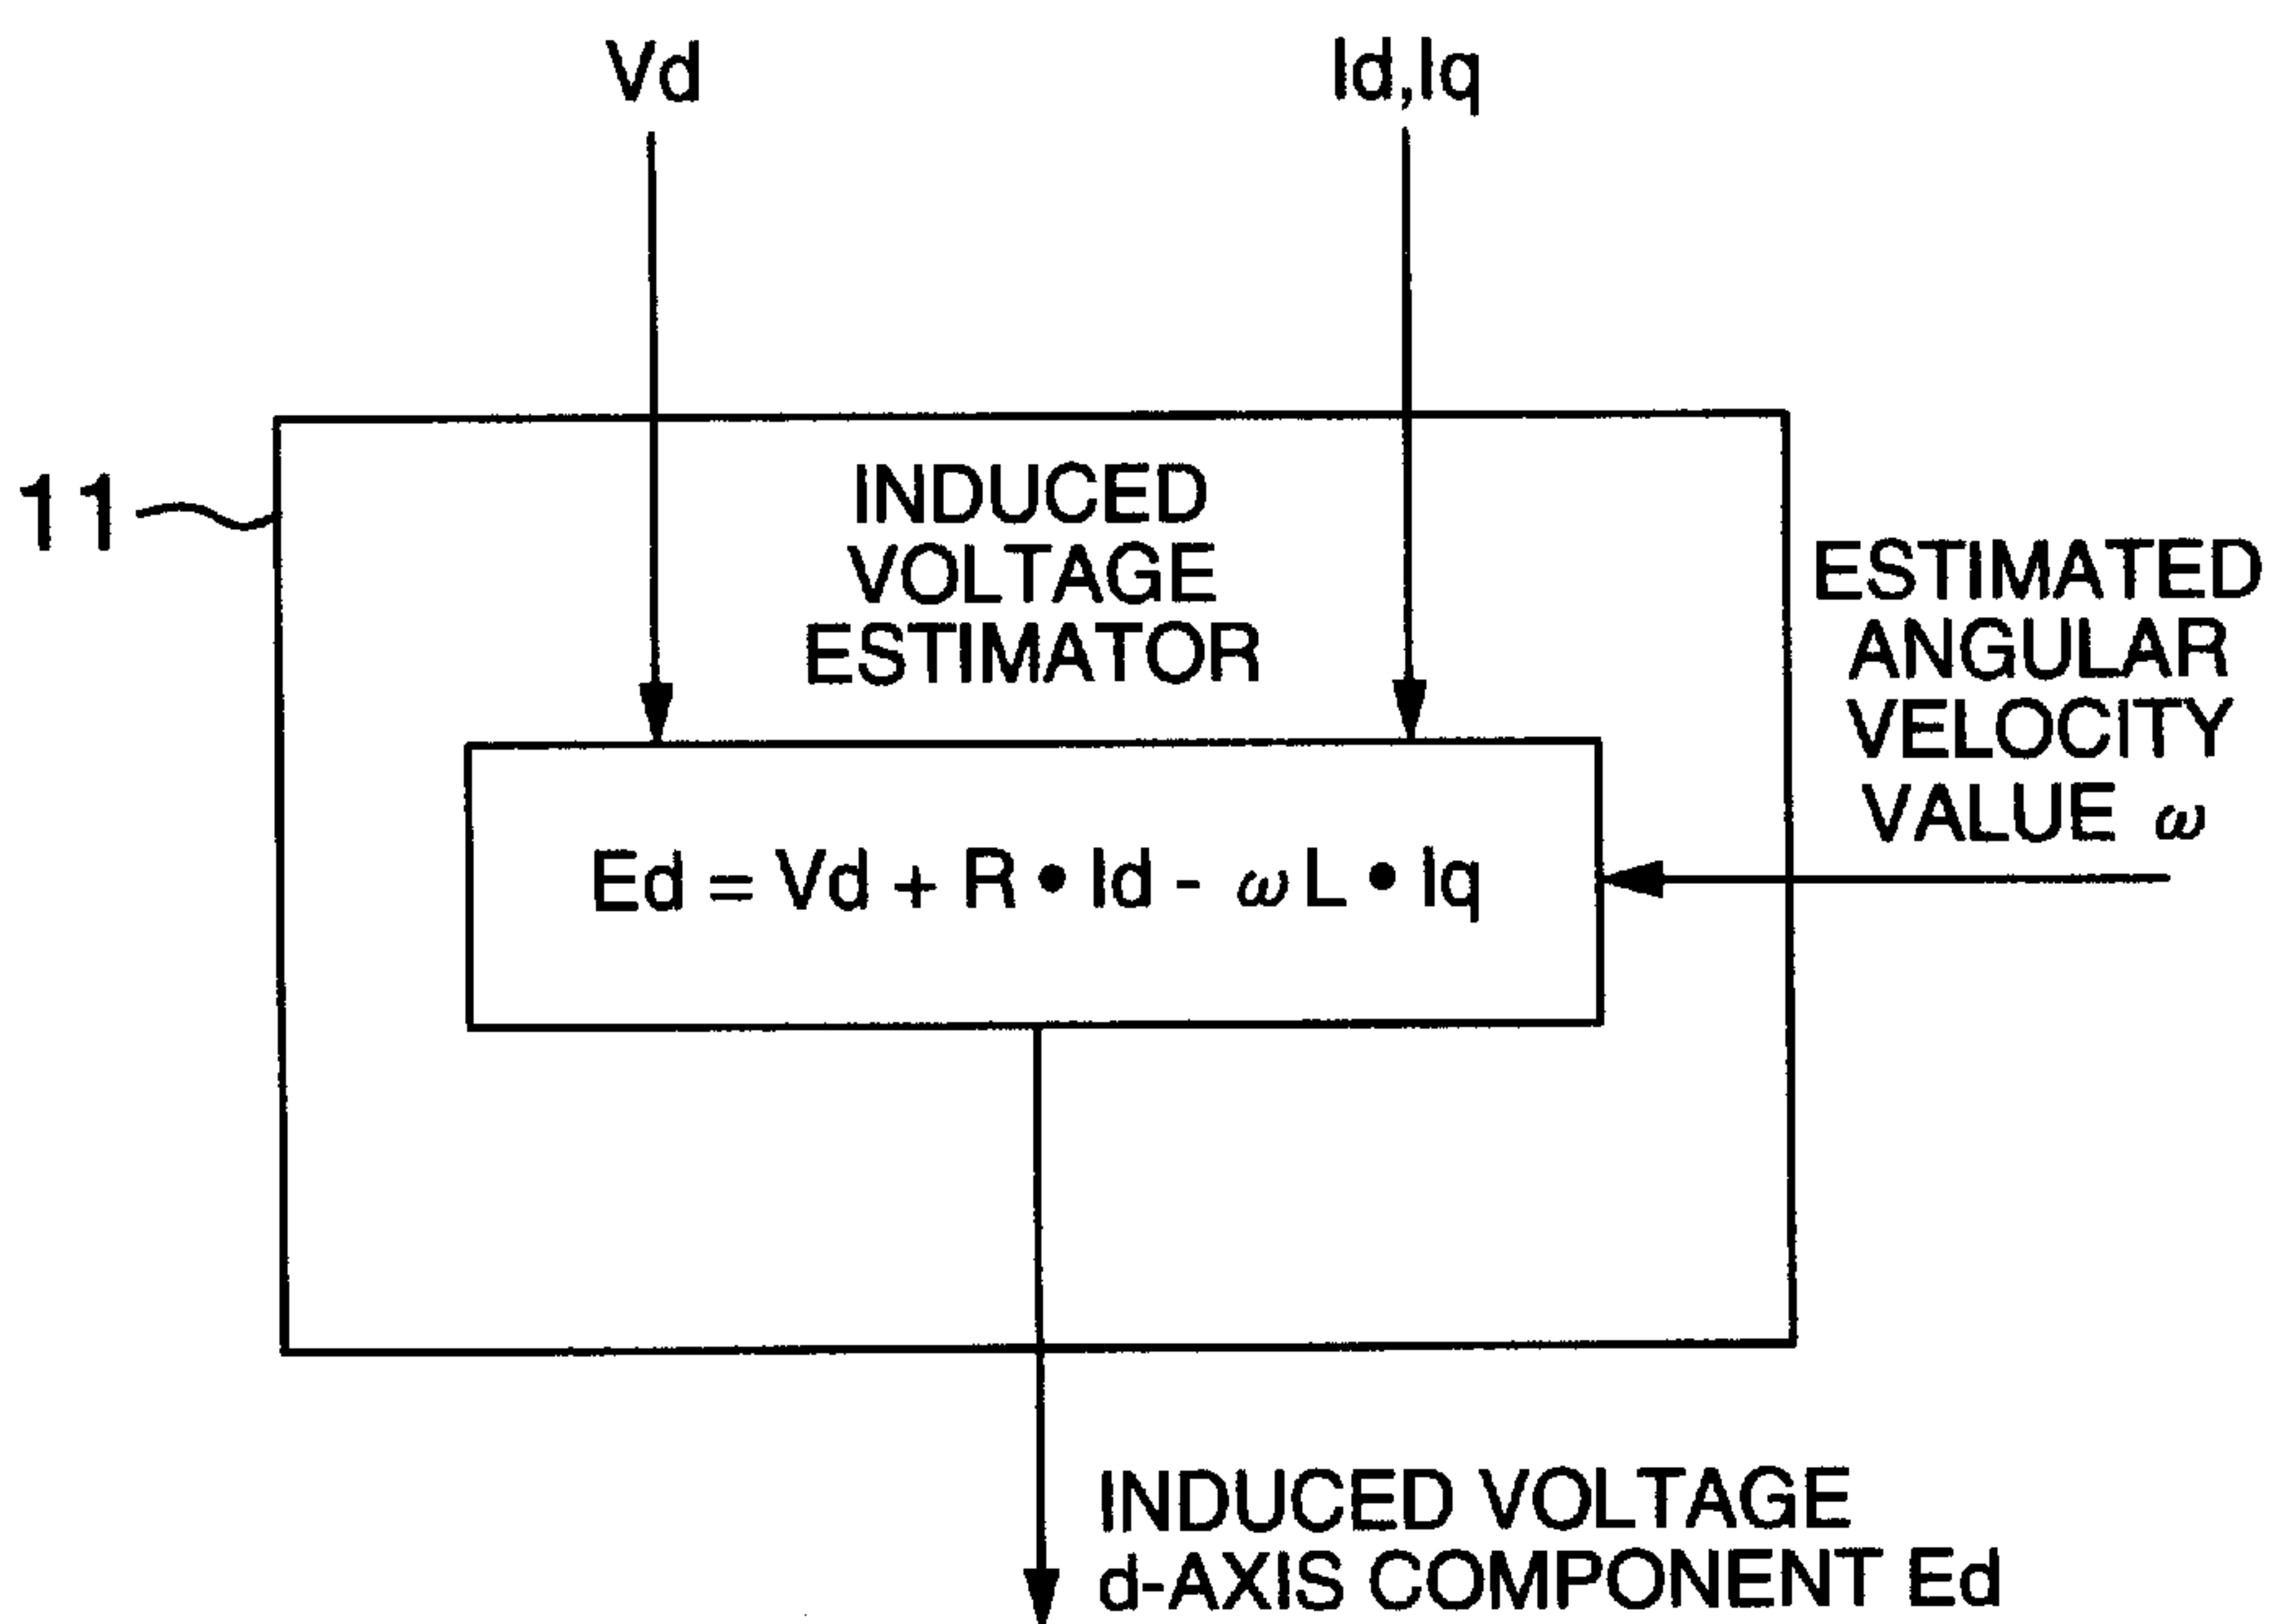 Vd
Id,Iq
11
INDUCED
VOLTAGE
ESTIMATOR
ESTIMATED
ANGULAR
VELOCITY
VALUE ω
Ed = Vd + R • Id - ωL • Iq
INDUCED VOLTAGE
d-AXIS COMPONENT Ed